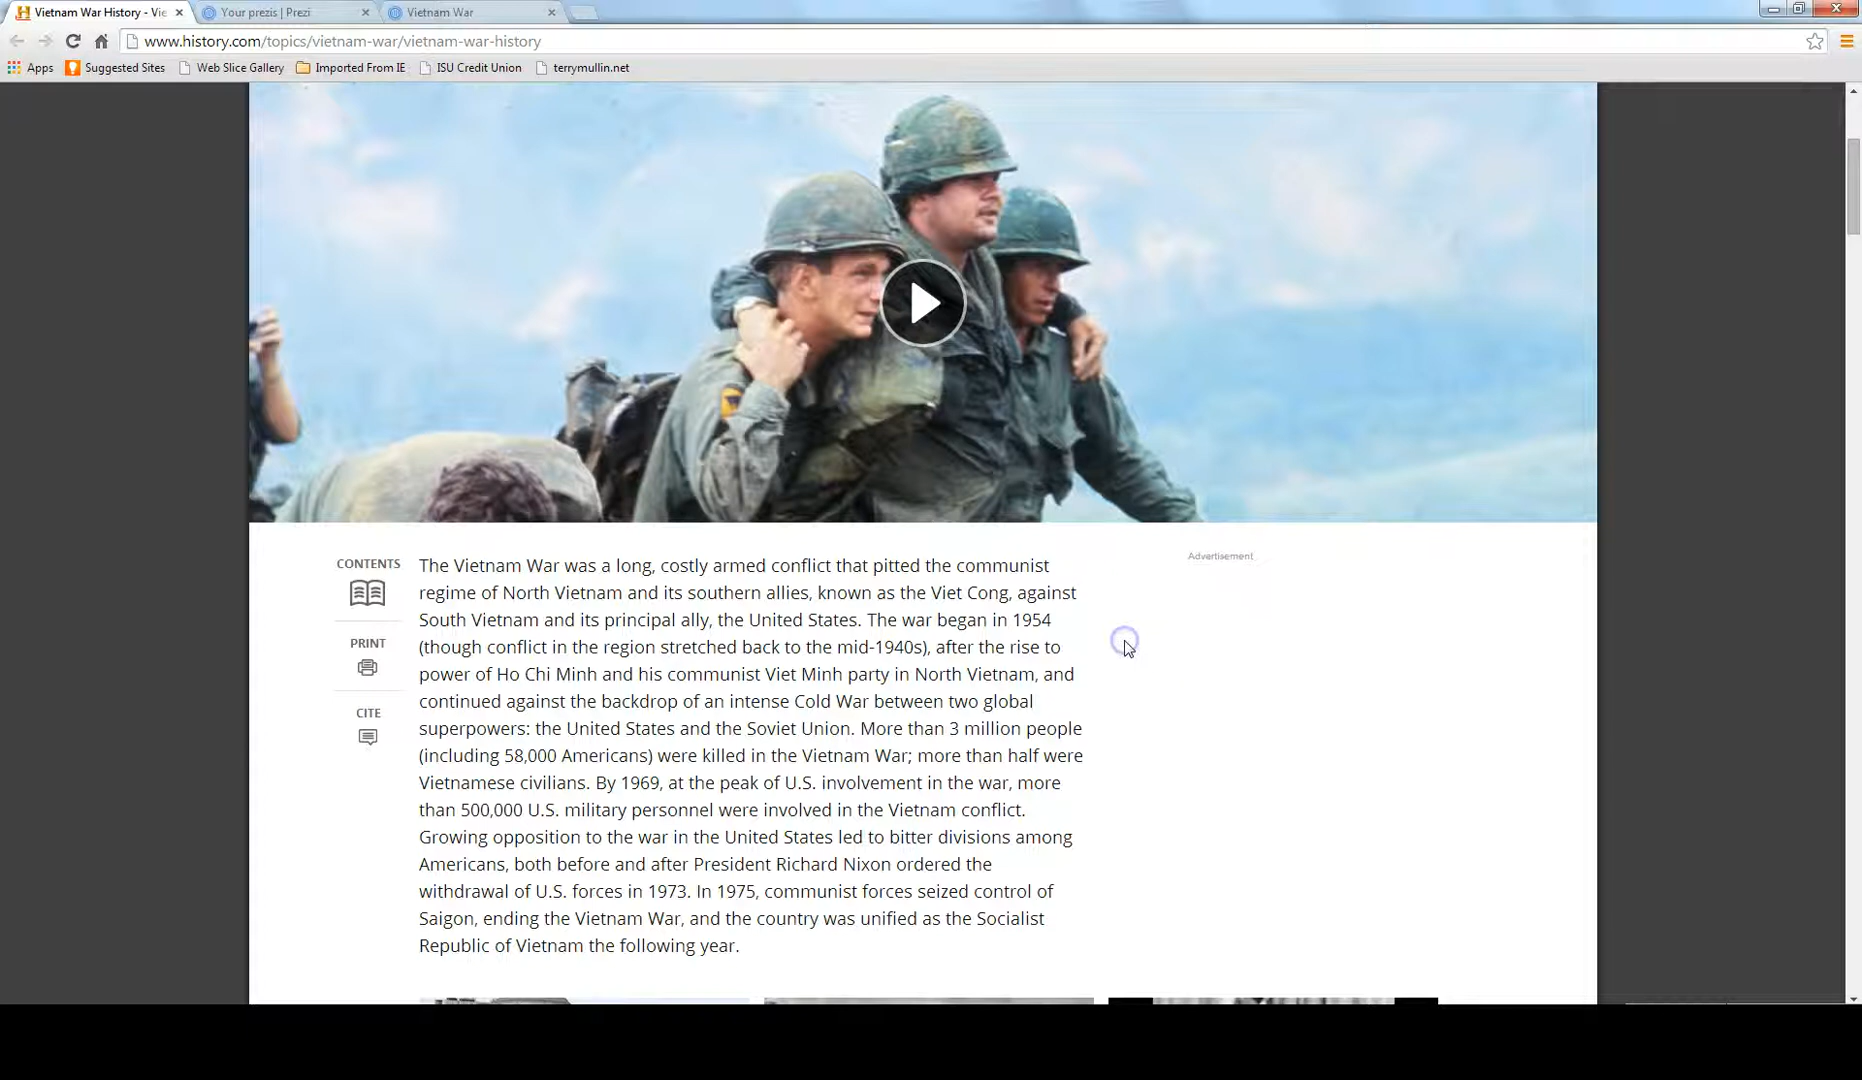 Vietnam War History - Vie
Your prezis | Prezi
Vietnam War
www.history.com/topics/vietnam-war/vietnam-war-history
Apps
Suggested Sites
Web Slice Gallery
Imported From IE
ISU Credit Union
terrymullin.net
CONTENTS
PRINT
CITE
The Vietnam War was a long, costly armed conflict that pitted the communist
regime of North Vietnam and its southern allies, known as the Viet Cong, against
South Vietnam and its principal ally, the United States. The war began in 1954
(though conflict in the region stretched back to the mid-1940s), after the rise to
power of Ho Chi Minh and his communist Viet Minh party in North Vietnam, and
continued against the backdrop of an intense Cold War between two global
superpowers: the United States and the Soviet Union. More than 3 million people
(including 58,000 Americans) were killed in the Vietnam War; more than half were
Vietnamese civilians. By 1969, at the peak of U.S. involvement in the war, more
than 500,000 U.S. military personnel were involved in the Vietnam conflict.
Growing opposition to the war in the United States led to bitter divisions among
Americans, both before and after President Richard Nixon ordered the
withdrawal of U.S. forces in 1973. In 1975, communist forces seized control of
Saigon, ending the Vietnam War, and the country was unified as the Socialist
Republic of Vietnam the following year.
Advertisement